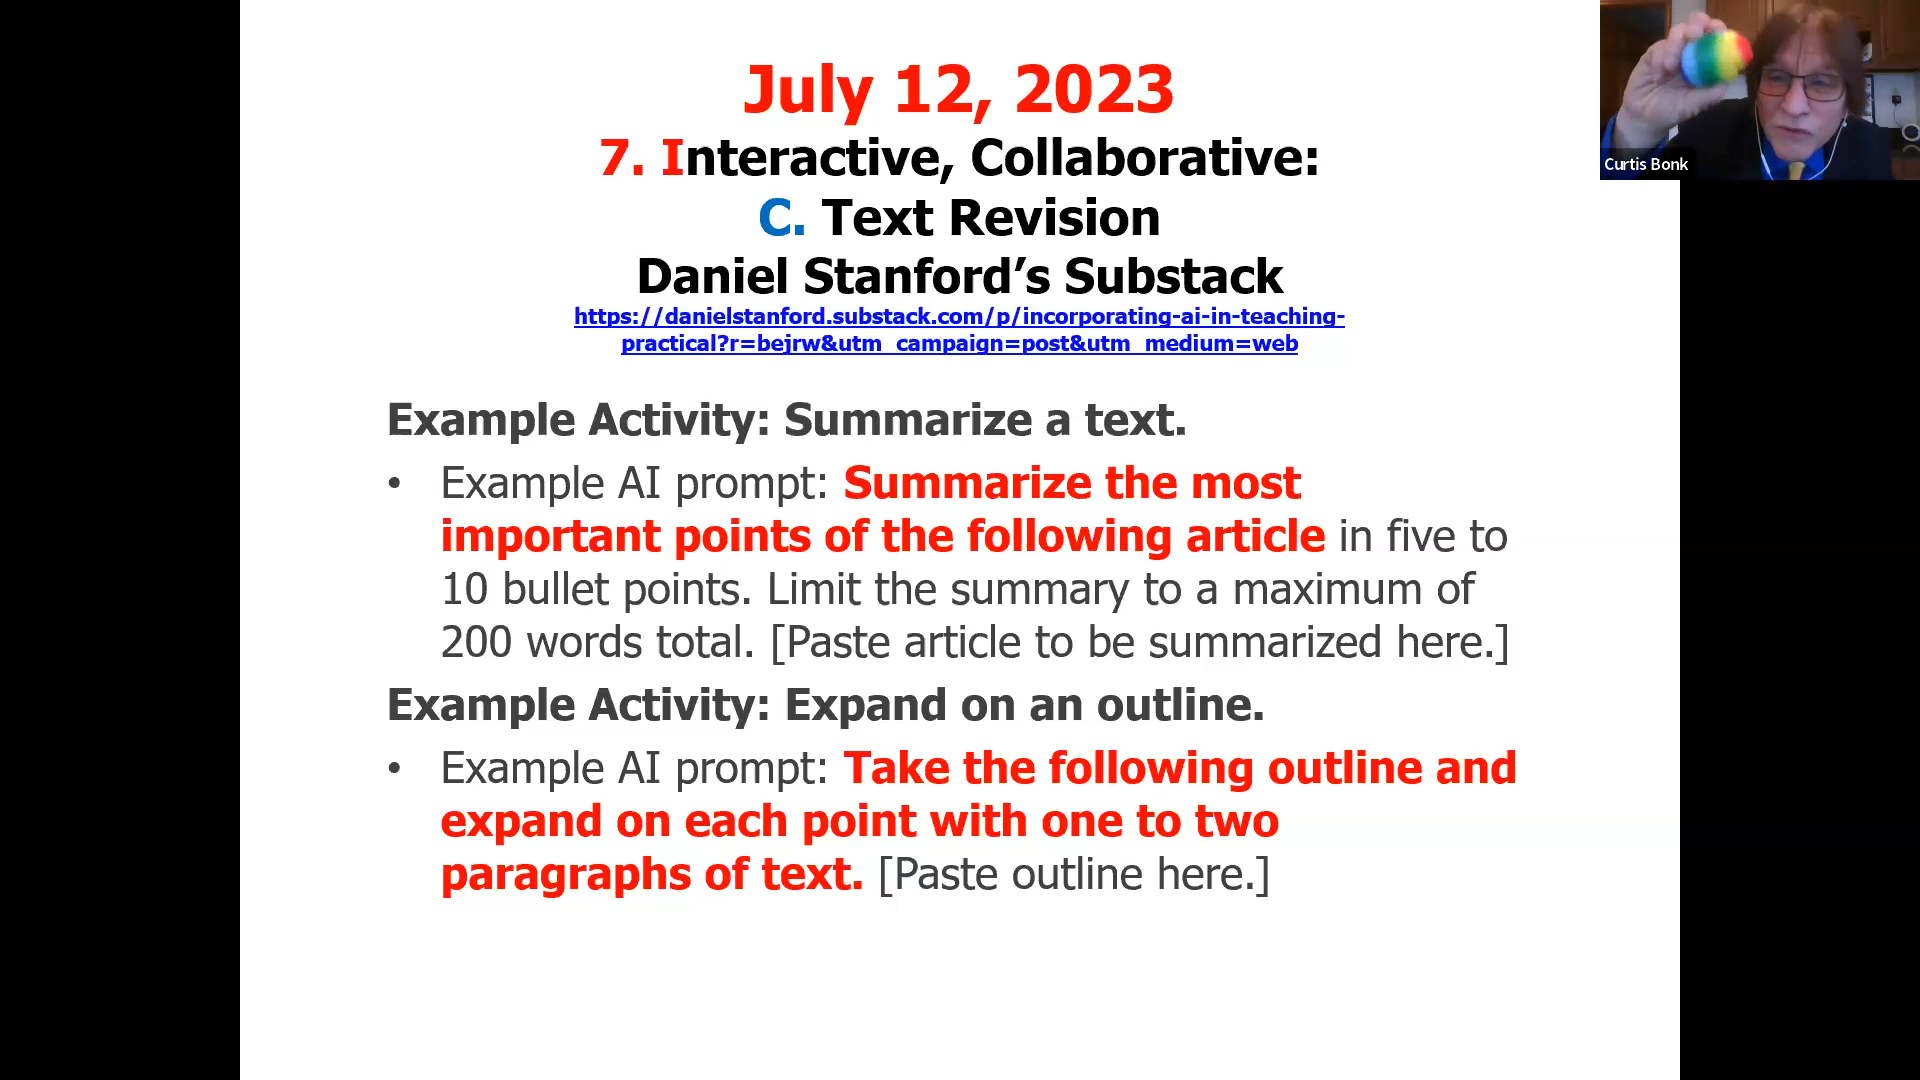 July 12, 2023
7. Interactive, Collaborative:
C. Text Revision
Daniel Stanford’s Substack
https://danielstanford.substack.com/p/incorporating-ai-in-teaching-
practical?r=bejrw&utm_campaign=post&utm_medium=web
Curtis Bonk
Example Activity: Summarize a text.
• Example AI prompt: Summarize the most
important points of the following article in five to
10 bullet points. Limit the summary to a maximum of
200 words total. [Paste article to be summarized here.]
Example Activity: Expand on an outline.
• Example AI prompt: Take the following outline and
expand on each point with one to two
paragraphs of text. [Paste outline here.]